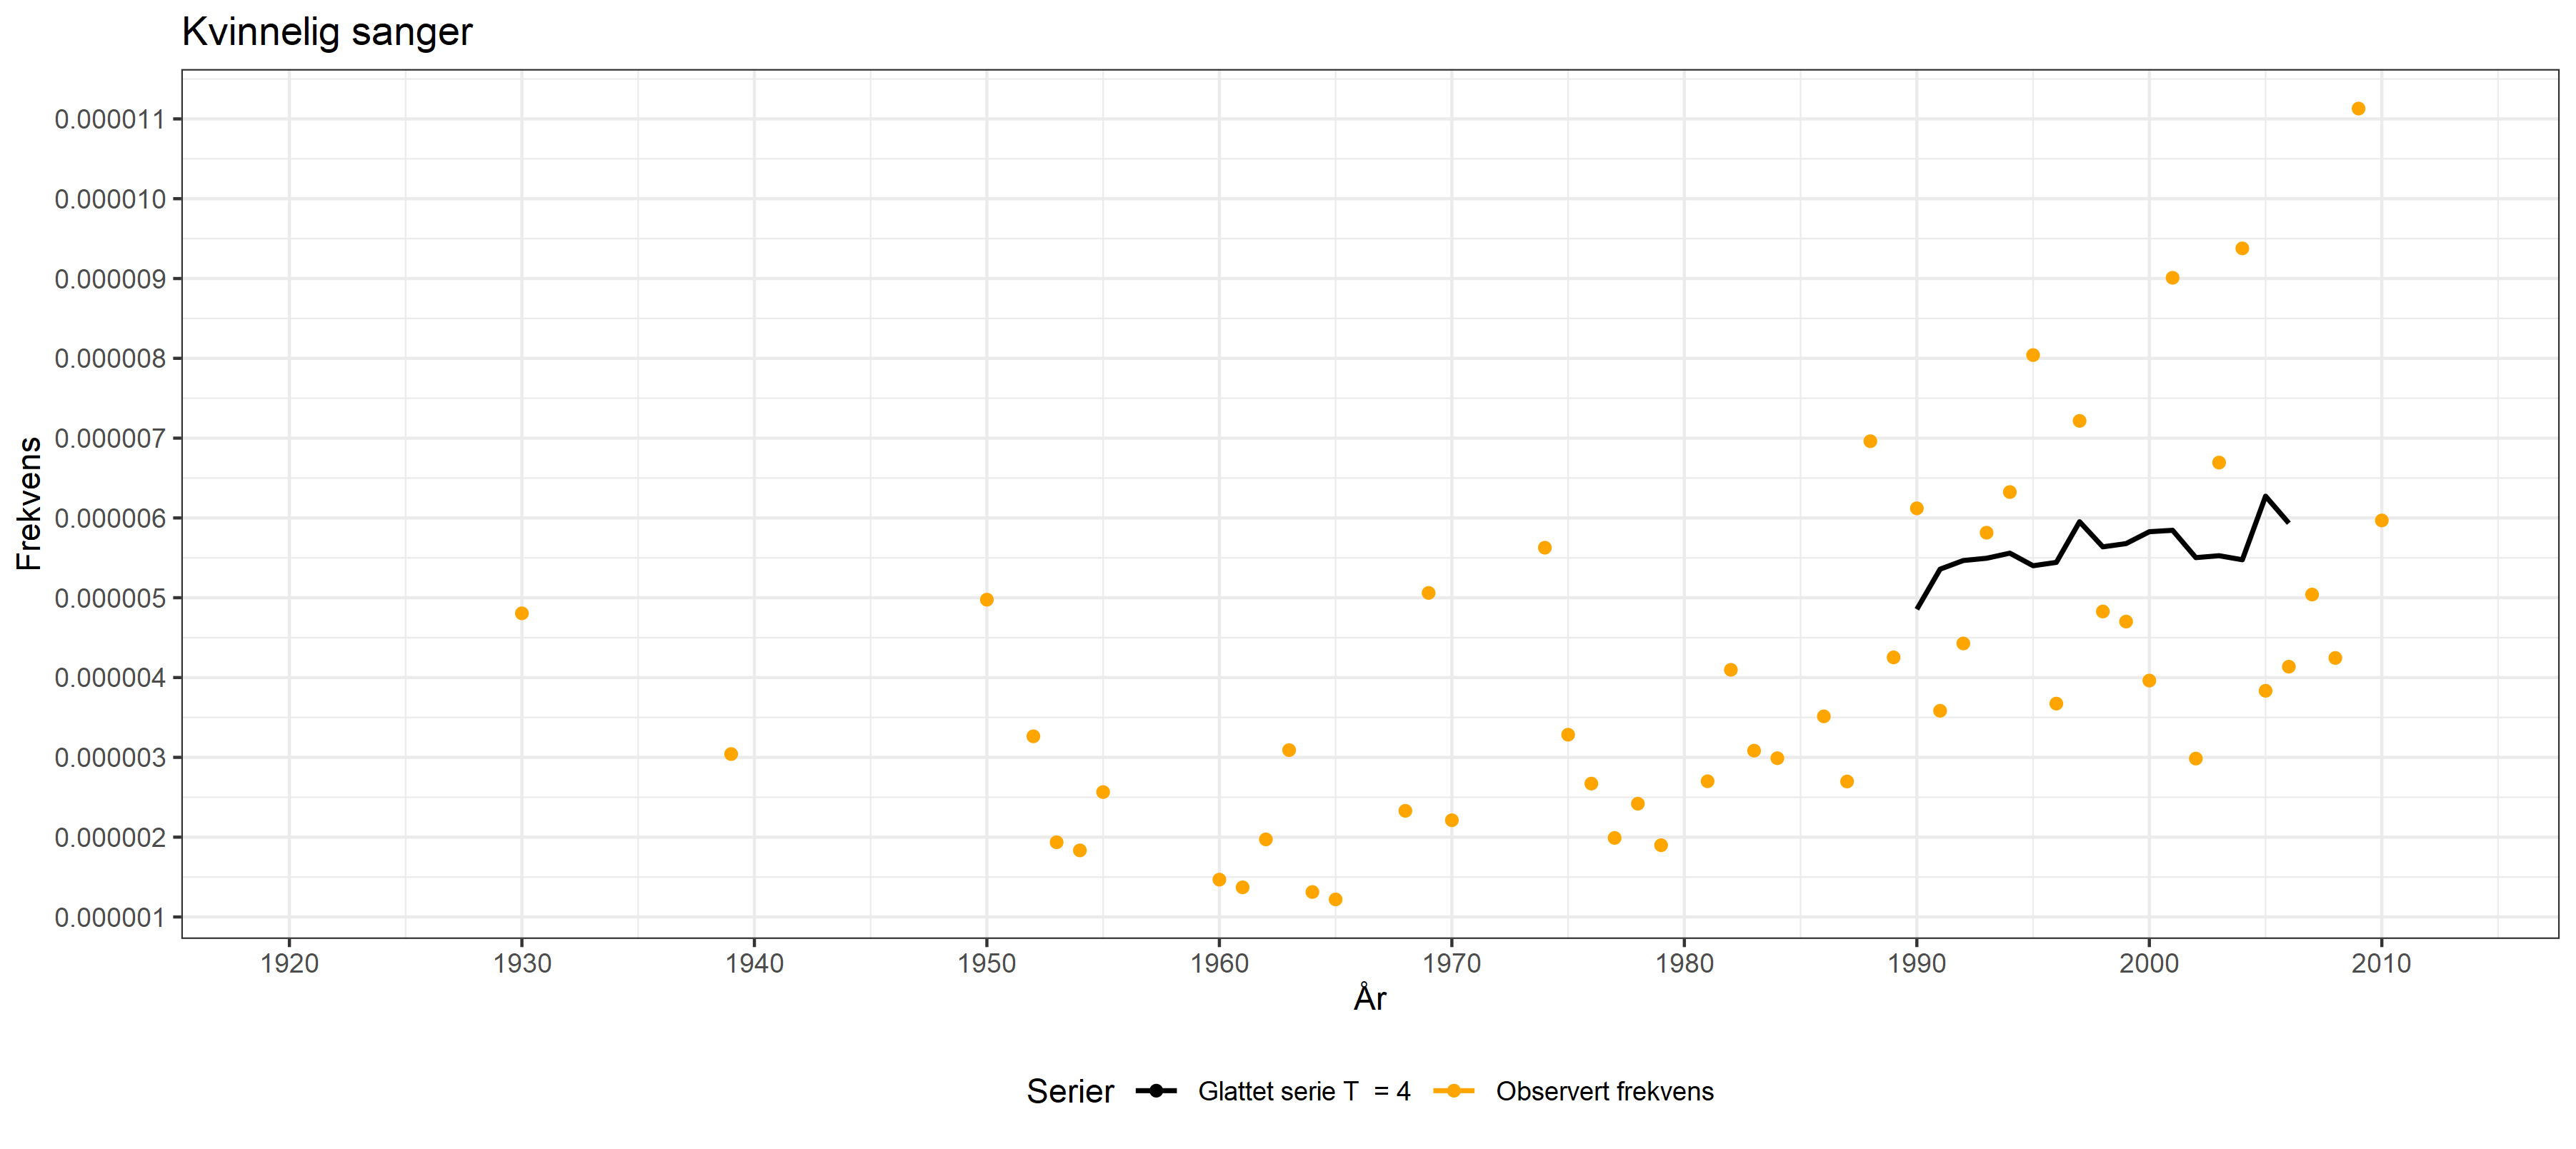 Kvinnelig sanger
Frekvens
0.000011
0.000010
0.000009
0.000008
0.000007
0.000006
0.000005
0.000004
0.000003
0.000002
0.000001
1920 1930 1940 1950 1960 1970 1980 1990 2000 2010
År
Serier Glattet serie T = 4 Observert frekvens